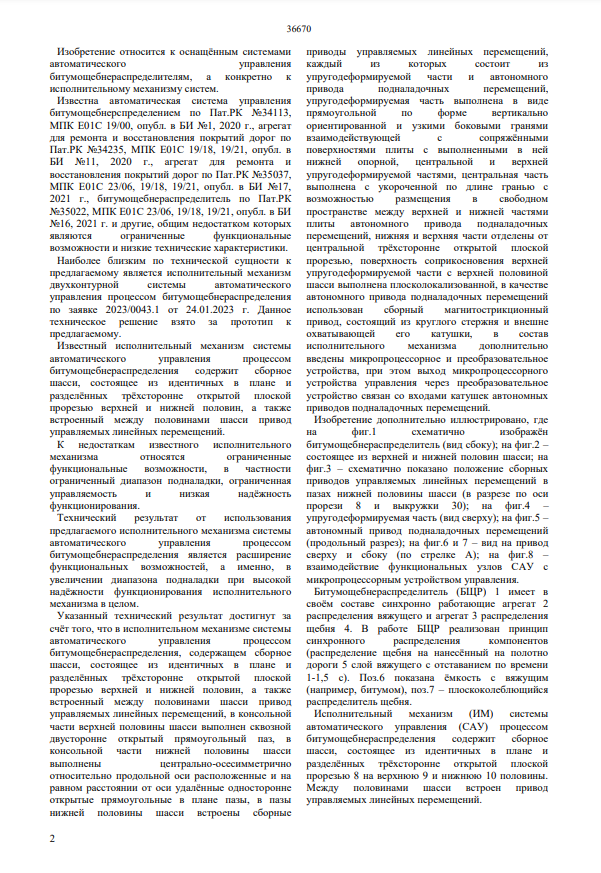 36670
Изобретение относится к оснащённым системами
автоматического управления
битумощебнераспределителям, а конкретно к
исполнительному механизму систем.
Известна автоматическая система управления
битумощебнерспределением по Пат.РК №34113,
МПК E01C 19/00, опубл. в БИ №1, 2020 г., агрегат
для ремонта и восстановления покрытий дорог по
Пат.РК №34235, МПК E01C 19/18, 19/21, опубл. в
БИ №11, 2020 г., агрегат для ремонта и
восстановления покрытий дорог по Пат.РК №35037,
МПК E01C 23/06, 19/18, 19/21, опубл. в БИ №17,
2021 г., битумощебнераспределитель по Пат.РК
№35022, МПК E01C 23/06, 19/18, 19/21, опубл. в БИ
№16, 2021 г. и другие, общим недостатком которых
являются ограниченные функциональные
возможности и низкие технические характеристики.
Наиболее близким по технической сущности к
предлагаемому является исполнительный механизм
двухконтурной системы автоматического
управления процессом битумощебнераспределения
по заявке 2023/0043.1 от 24.01.2023 г. Данное
техническое решение взято за прототип к
предлагаемому.
Известный исполнительный механизм системы
автоматического управления процессом
битумощебнераспределения содержит сборное
шасси, состоящее из идентичных в плане и
разделённых трёхсторонне открытой плоской
прорезью верхней и нижней половин, а также
встроенный между половинами шасси привод
управляемых линейных перемещений.
К недостаткам известного исполнительного
механизма относятся ограниченные
функциональные возможности, в частности
ограниченный диапазон подналадки, ограниченная
управляемость и низкая надёжность
функционирования.
Технический результат от использования
предлагаемого исполнительного механизма системы
автоматического управления процессом
битумощебнераспределения является расширение
функциональных возможностей, а именно, в
увеличении диапазона подналадки при высокой
надёжности функционирования исполнительного
механизма в целом.
Указанный технический результат достигнут за
счёт того, что в исполнительном механизме системы
автоматического управления процессом
битумощебнераспределения, содержащем сборное
шасси, состоящее из идентичных в плане и
разделённых трёхсторонне открытой плоской
прорезью верхней и нижней половин, а также
встроенный между половинами шасси привод
управляемых линейных перемещений, в консольной
части верхней половины шасси выполнен сквозной
двусторонне открытый прямоугольный паз, в
консольной части нижней половины шасси
выполнены центрально-осесимметрично
относительно продольной оси расположенные и на
равном расстоянии от оси удалённые односторонне
открытые прямоугольные в плане пазы, в пазы
нижней половины шасси встроены сборные
приводы управляемых линейных перемещений,
каждый из которых состоит из
упругодеформируемой части и автономного
привода подналадочных перемещений,
упругодеформируемая часть выполнена в виде
прямоугольной по форме вертикально
ориентированной и узкими боковыми гранями
взаимодействующей с сопряжёнными
поверхностями плиты с выполненными в ней
нижней опорной, центральной и верхней
упругодеформируемой частями, центральная часть
выполнена с укороченной по длине гранью с
возможностью размещения в свободном
пространстве между верхней и нижней частями
плиты автономного привода подналадочных
перемещений, нижняя и верхняя части отделены от
центральной трёхсторонне открытой плоской
прорезью, поверхность соприкосновения верхней
упругодеформируемой части с верхней половиной
шасси выполнена плосколокализованной, в качестве
автономного привода подналадочных перемещений
использован сборный магнитострикционный
привод, состоящий из круглого стержня и внешне
охватывающей его катушки, в состав
исполнительного механизма дополнительно
введены микропроцессорное и преобразовательное
устройства, при этом выход микропроцессорного
устройства управления через преобразовательное
устройство связан со входами катушек автономных
приводов подналадочных перемещений.
Изобретение дополнительно иллюстрировано, где
на фиг.1 схематично изображён
битумощебнераспределитель (вид сбоку); на фиг.2 –
состоящее из верхней и нижней половин шасси; на
фиг.3 – схематично показано положение сборных
приводов управляемых линейных перемещений в
пазах нижней половины шасси (в разрезе по оси
прорези 8 и выкружки 30); на фиг.4 –
упругодеформируемая часть (вид сверху); на фиг.5 –
автономный привод подналадочных перемещений
(продольный разрез); на фиг.6 и 7 – вид на привод
сверху и сбоку (по стрелке А); на фиг.8 –
взаимодействие функциональных узлов САУ с
микропроцессорным устройством управления.
Битумощебнераспределитель (БЩР) 1 имеет в
своём составе синхронно работающие агрегат 2
распределения вяжущего и агрегат 3 распределения
щебня 4. В работе БЩР реализован принцип
синхронного распределения компонентов
(распределение щебня на нанесённый на полотно
дороги 5 слой вяжущего с отставанием по времени
1-1,5 с). Поз.6 показана ёмкость с вяжущим
(например, битумом), поз.7 – плоскоколеблющийся
распределитель щебня.
Исполнительный механизм (ИМ) системы
автоматического управления (САУ) процессом
битумощебнераспределения содержит сборное
шасси, состоящее из идентичных в плане и
разделённых трёхсторонне открытой плоской
прорезью 8 на верхнюю 9 и нижнюю 10 половины.
Между половинами шасси встроен привод
управляемых линейных перемещений.
2